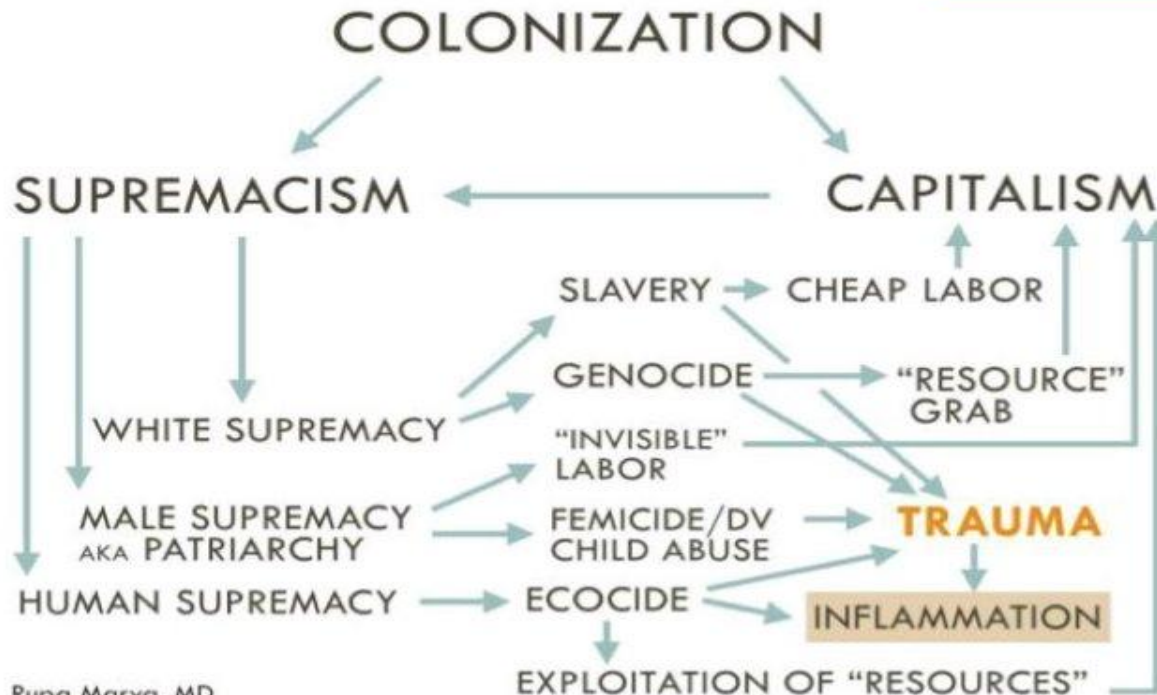 COLONIZATION
SUPREMACISM
CAPITALISM
SLAVERY
CHEAP LABOR
GENOCIDE
"RESOURCE"
GRAB
WHITE SUPREMACY
"INVISIBLE"
LABOR
MALE SUPREMACY
AKA PATRIARCHY
FEMICIDE/DV
CHILD ABUSE
TRAUMA
HUMAN SUPREMACY
ECOCIDE
INFLAMMATION
EXPLOITATION OF "RESOURCES"
Rupa Marya, MD